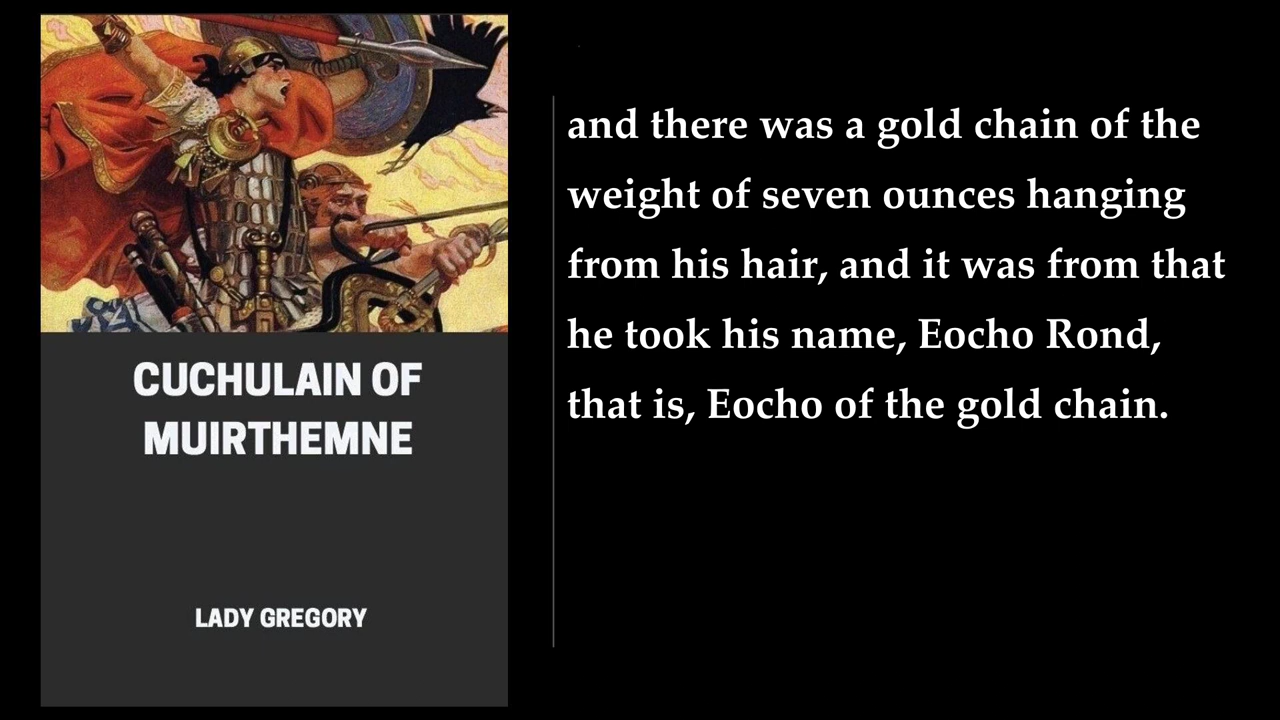 CUCHULAIN OF
MUIRTHEMNE
LADY GREGORY
and there was a gold chain of the
weight of seven ounces hanging
from his hair, and it was from that
he took his name, Eocho Rond,
that is, Eocho of the gold chain.